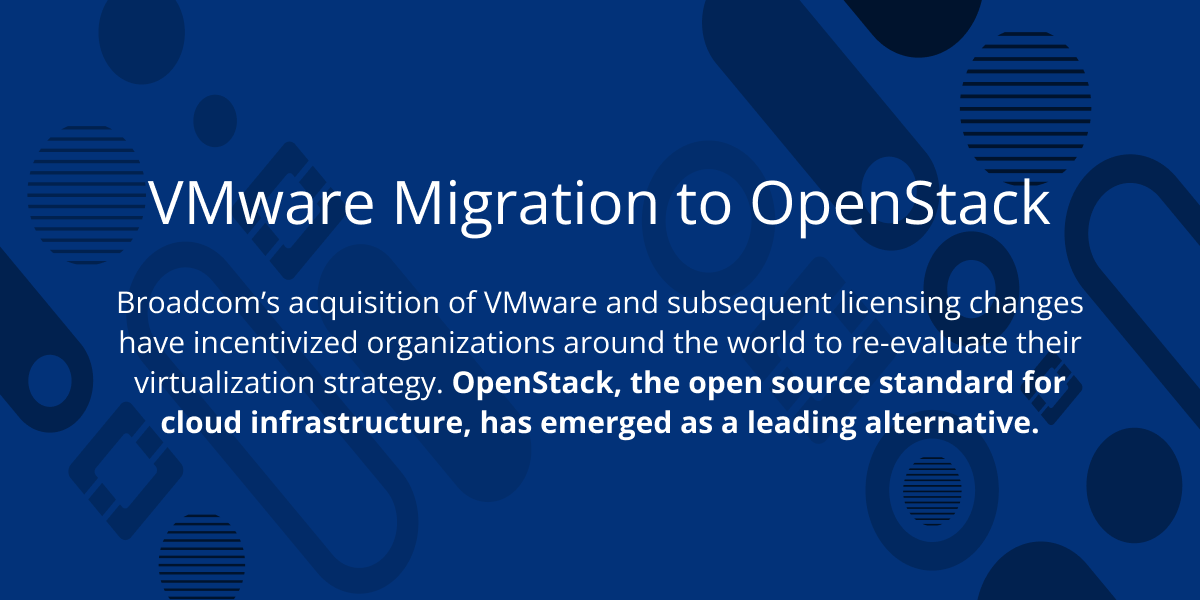 VMware Migration to OpenStack
Broadcom’s acquisition of VMware and subsequent licensing changes
have incentivized organizations around the world to re-evaluate their
virtualization strategy. OpenStack, the open source standard for
cloud infrastructure, has emerged as a leading alternative.